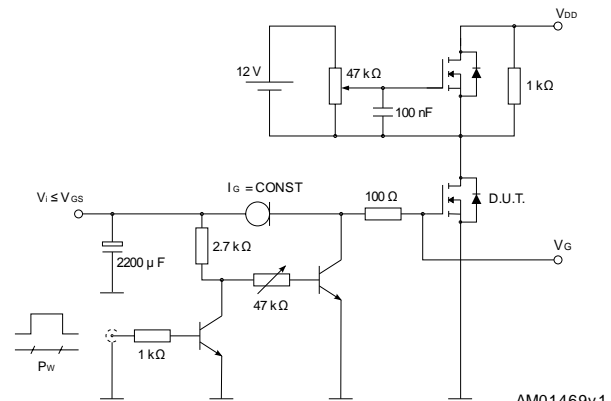 VDD
12 V
47 kΩ
1 kΩ
100 nF
Vi ≤ VGS
IG = CONST
100 Ω
D.U.T.
2.7 kΩ
2200 μF
VG
47 kΩ
1 kΩ
PW
AM01469v1